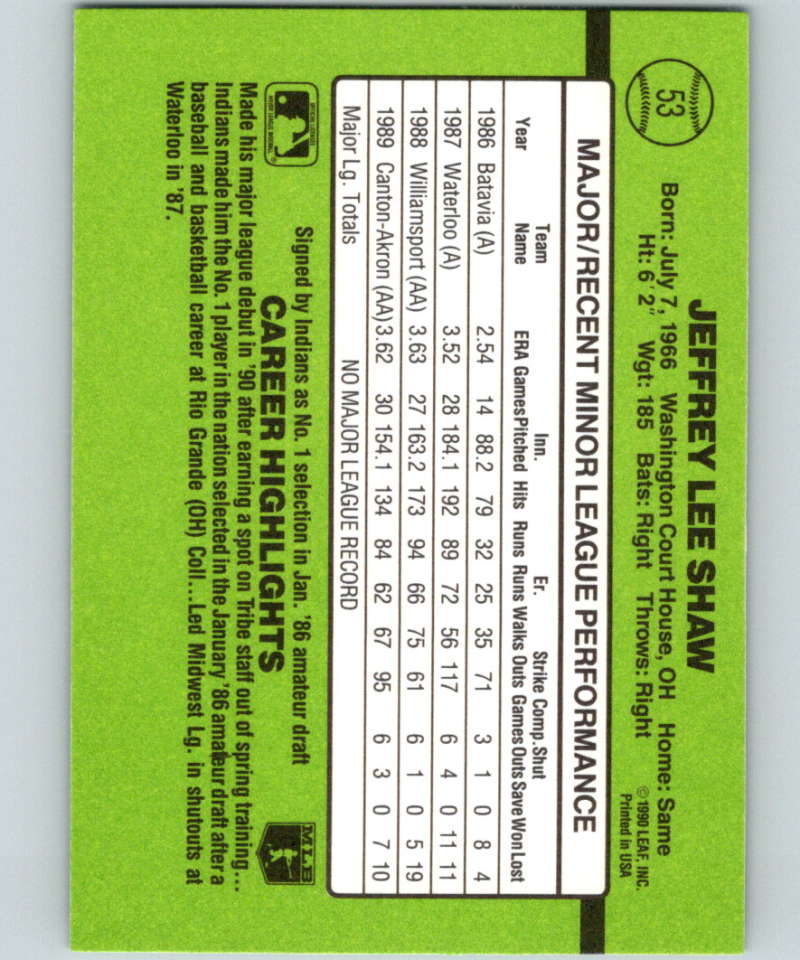 53
JEFFREY LEE SHAW
Born: July 7, 1966 Washington Court House, OH Home: Same
Ht: 6' 2" Wgt: 185 Bats: Right Throws: Right
© 1990 LEAF, INC.
Printed in USA
MAJOR/RECENT MINOR LEAGUE PERFORMANCE
Team Inn. Er. Strike Comp. Shut
Year Name ERA Games Pitched Hits Runs Runs Walks Outs Games Outs Save Won Lost
1986 Batavia (A) 2.54 14 88.2 79 32 25 35 71 3 1 0 8 4
1987 Waterloo (A) 3.52 28 184.1 192 89 72 56 117 6 4 0 11 11
1988 Williamsport (AA) 3.63 27 163.2 173 94 66 75 61 6 1 0 5 19
1989 Canton-Akron (AA) 3.62 30 154.1 134 84 62 67 95 6 3 0 7 10
Major Lg. Totals NO MAJOR LEAGUE RECORD
OFFICIAL LICENSEE
MAJOR LEAGUE BASEBALL
®
Signed by Indians as No. 1 selection in Jan. '86 amateur draft
MLB
CAREER HIGHLIGHTS
Made his major league debut in '90 after earning a spot on Tribe staff out of spring training...
Indians made him the No. 1 player in the nation selected in the January '86 amateur draft after a
baseball and basketball career at Rio Grande (OH) Coll...Led Midwest Lg. in shutouts at
Waterloo in '87.